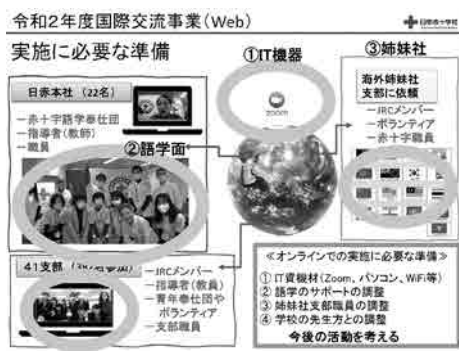 令和2年度国際交流事業(Web)
日本赤十字社
実施に必要な準備
①IT機器
zoom
③姉妹社
海外姉妹社
支部に依頼
―JRCメンバー
―ボランティア
―赤十字職員
日赤本社(22名)
―赤十字語学奉仕団
―指導者(教師)
―職員
②語学面
41支部
―JRCメンバー
―指導者(教員)
―青年奉仕団や
ボランティア
―支部職員
≪オンラインでの実施に必要な準備≫
① IT資機材(Zoom、パソコン、WiFi等)
② 語学のサポートの調整
③ 姉妹社支部職員の調整
④ 学校の先生方との調整
今後の活動を考える